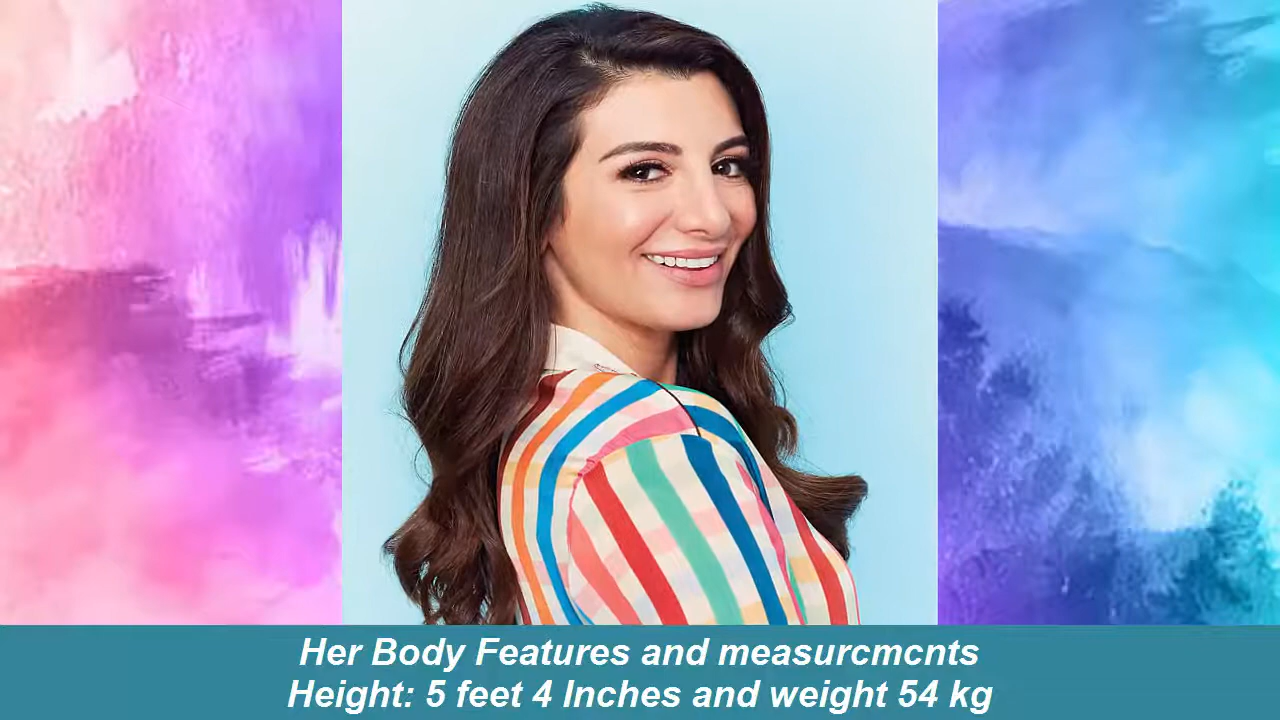 Her Body Features and measurcmcnts
Height: 5 feet 4 Inches and weight 54 kg